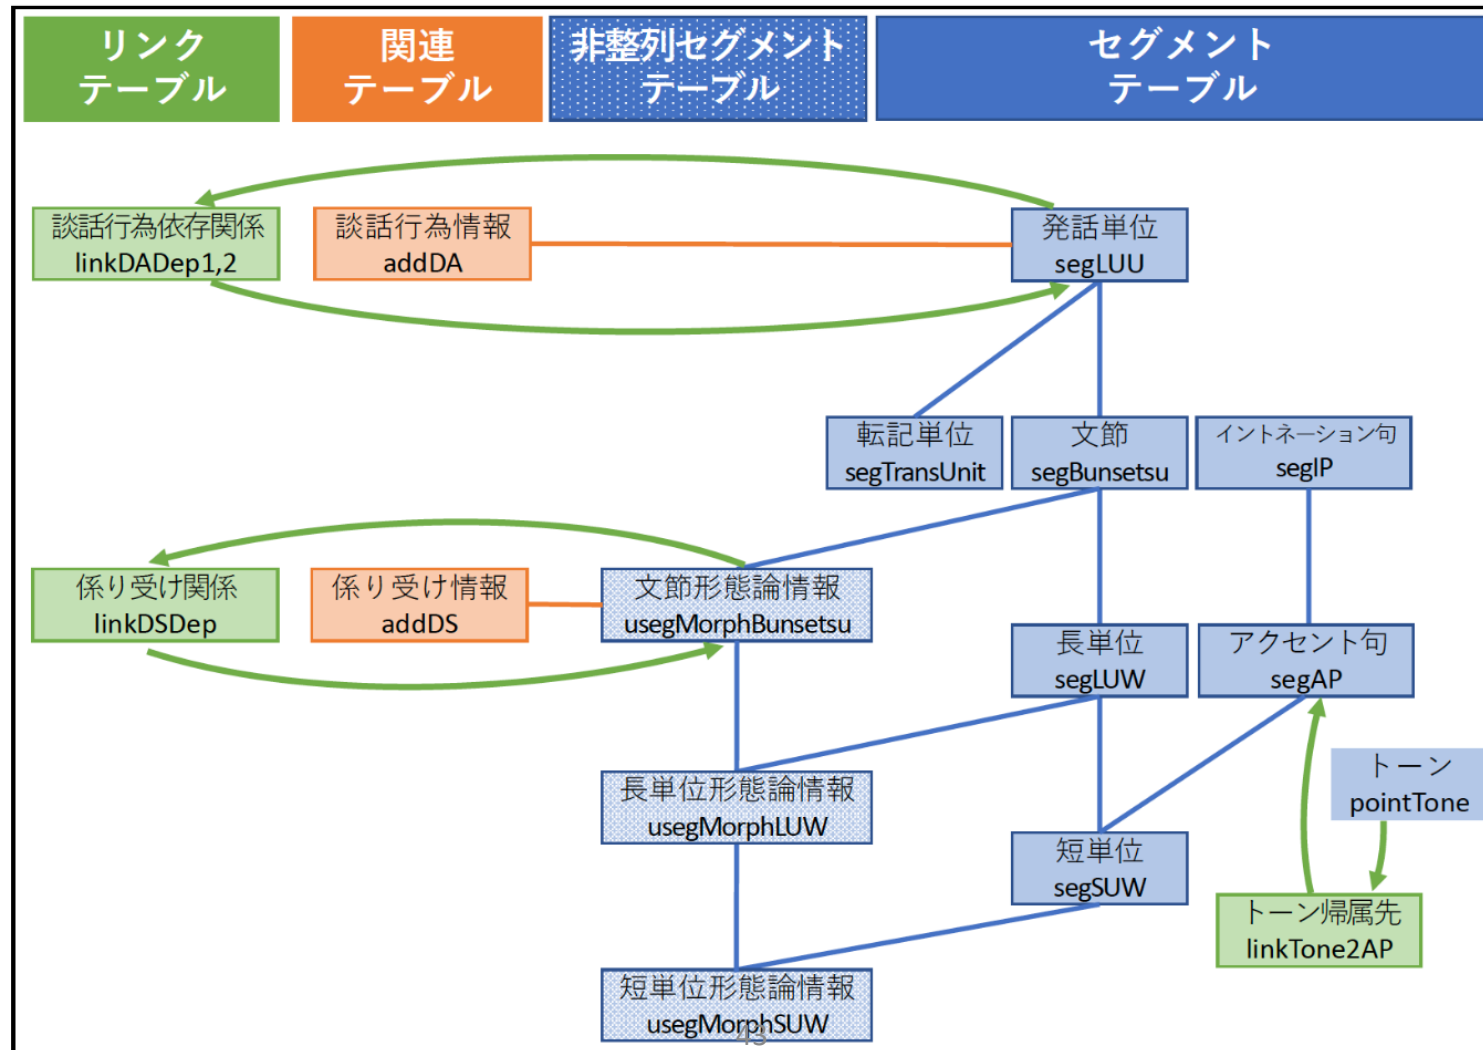 リンク
テーブル
関連
テーブル
非整列セグメント
テーブル
セグメント
テーブル
談話行為依存関係
linkDADep1,2
談話行為情報
addDA
発話単位
segLUU
転記単位
segTransUnit
文節
segBunsetsu
イントネーション句
segIP
係り受け関係
linkDSDep
係り受け情報
addDS
文節形態論情報
usegMorphBunsetsu
長単位
segLUW
アクセント句
segAP
長単位形態論情報
usegMorphLUW
トーン
pointTone
短単位
segSUW
トーン帰属先
linkTone2AP
短単位形態論情報
usegMorphSUW
43